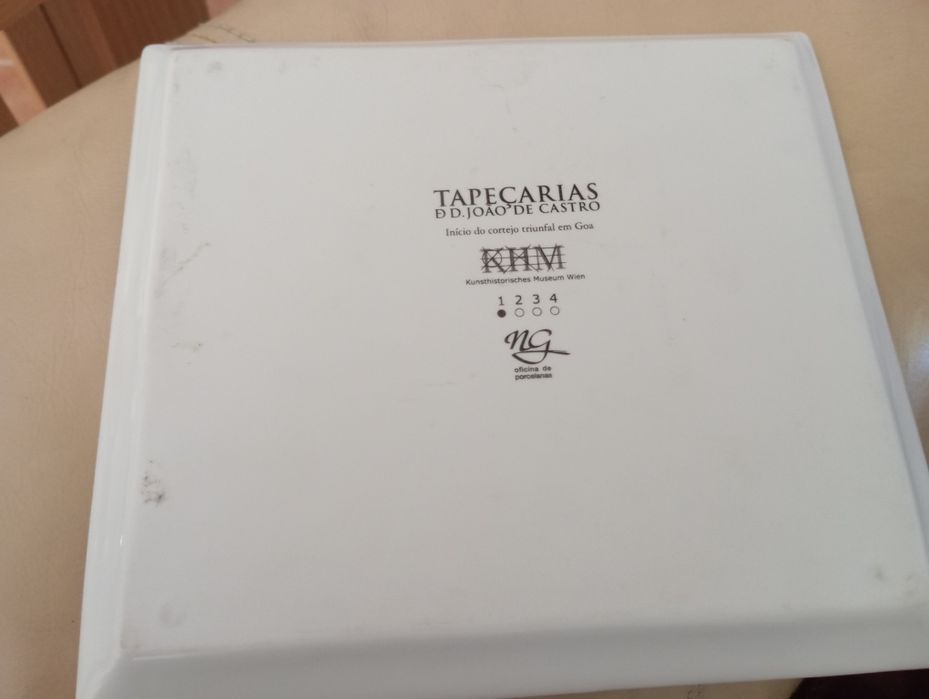 TAPEÇARIAS
Ð D. JOÃO DE CASTRO
Início do cortejo triunfal em Goa
KHM
Kunsthistorisches Museum Wien
1 2 3 4
NG
oficina de
porcelanas